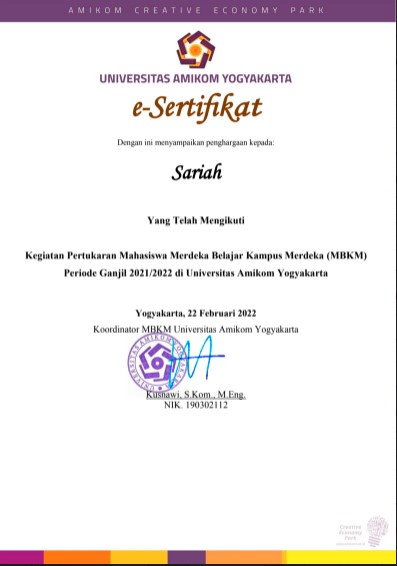 AMIKOM CREATIVE ECONOMY PARK
UNIVERSITAS AMIKOM YOGYAKARTA
e-Sertifikat
Dengan ini menyampaikan penghargaan kepada:
Sariah
Yang Telah Mengikuti
Kegiatan Pertukaran Mahasiswa Merdeka Belajar Kampus Merdeka (MBKM)
Periode Ganjil 2021/2022 di Universitas Amikom Yogyakarta
Yogyakarta, 22 Februari 2022
Koordinator MBKM Universitas Amikom Yogyakarta
UNIVERSITAS AMIKOM YOGYAKARTA
Kusnawi, S.Kom., M.Eng.
NIK. 190302112
Creative
Economy
Park